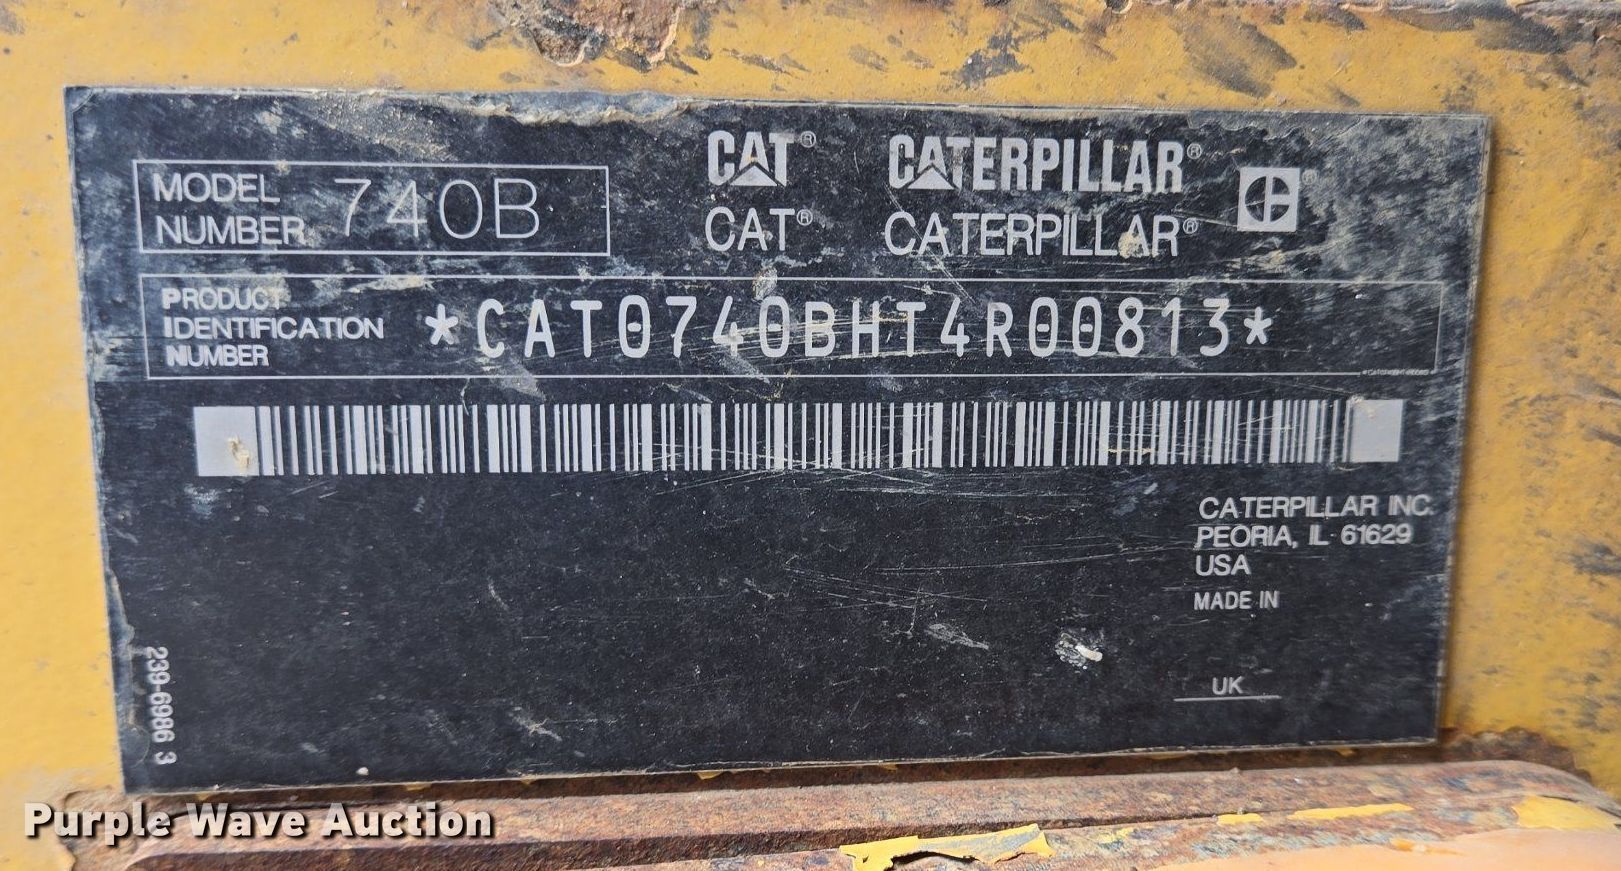 MODEL
NUMBER 740B
CAT® CATERPILLAR®
CAT® CATERPILLAR®
PRODUCT
IDENTIFICATION
NUMBER
*CAT0740BHT4R00813*
CATERPILLAR INC.
PEORIA, IL 61629
USA
MADE IN
UK
239-6986 3
Purple Wave Auction